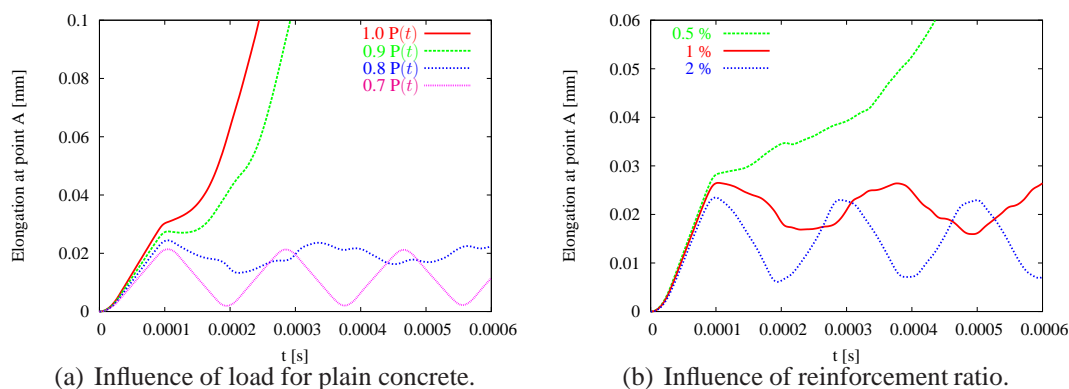 Elongation at point A [mm]
0.1
0.08
0.06
0.04
0.02
0
0 0.0001 0.0002 0.0003 0.0004 0.0005 0.0006
t [s]
1.0 P(t)
0.9 P(t)
0.8 P(t)
0.7 P(t)
(a) Influence of load for plain concrete.
Elongation at point A [mm]
0.06
0.05
0.04
0.03
0.02
0.01
0
0 0.0001 0.0002 0.0003 0.0004 0.0005 0.0006
t [s]
0.5 %
1 %
2 %
(b) Influence of reinforcement ratio.